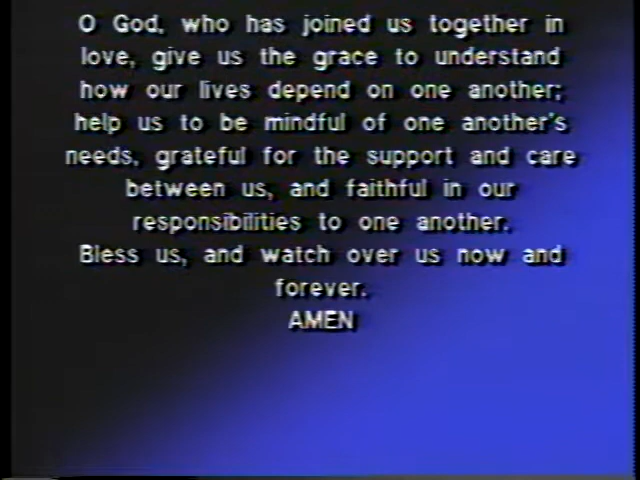 O God, who has joined us together in
love, give us the grace to understand
how our lives depend on one another;
help us to be mindful of one another's
needs, grateful for the support and care
between us, and faithful in our
responsibilities to one another.
Bless us, and watch over us now and
forever.
AMEN